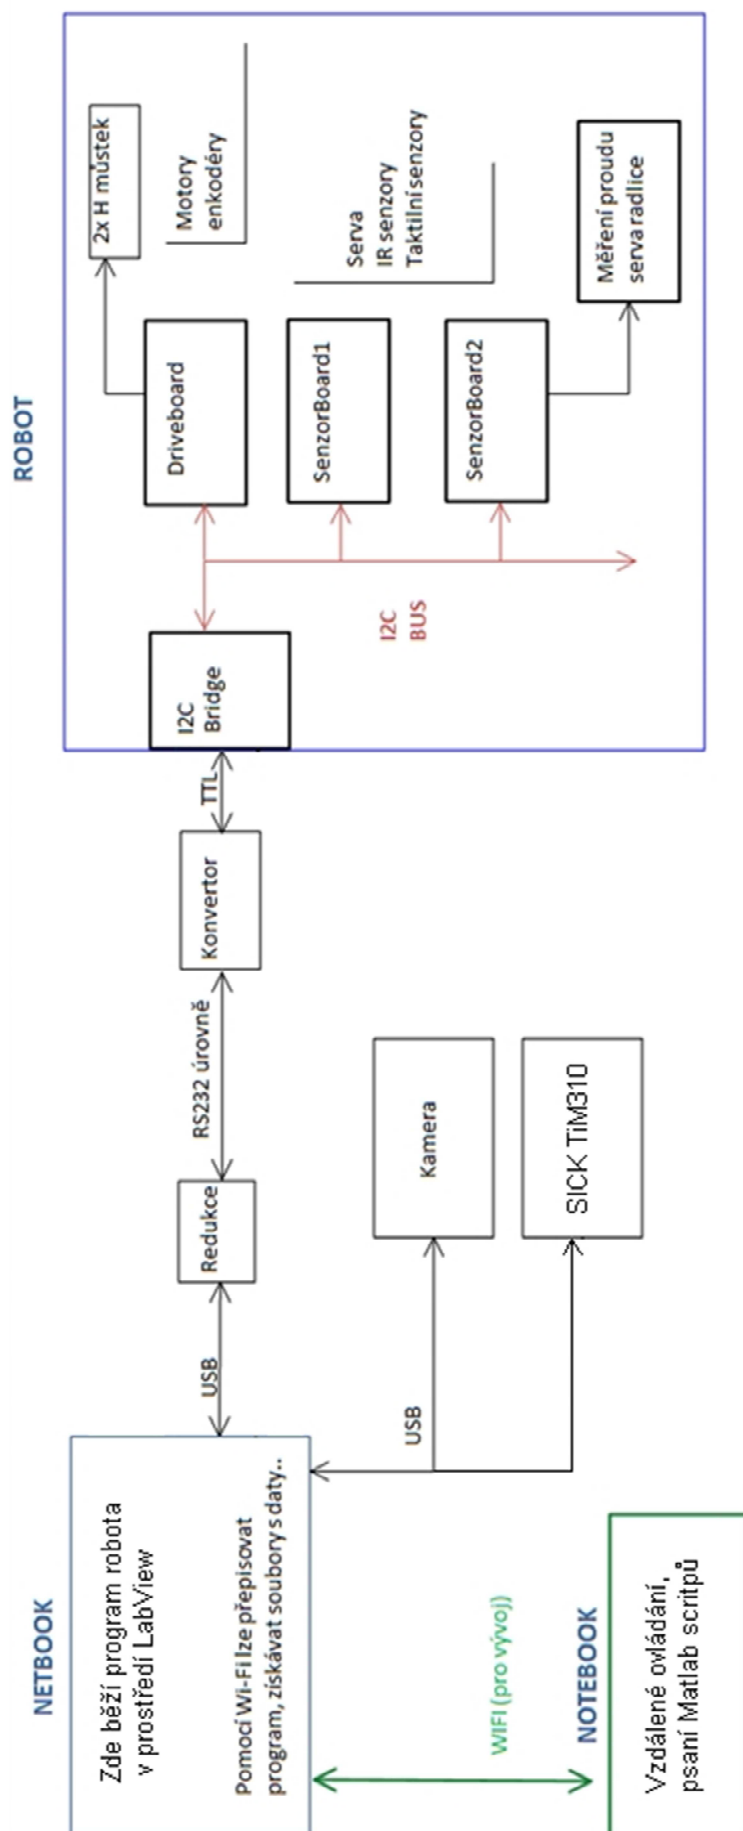 NETBOOK
Zde běží program robota
v prostředí LabView
Pomocí Wi-Fi lze přepisovat
program, získávat soubory s daty..
USB
Redukce
RS232 úrovně
Konvertor
TTL
USB
Kamera
SICK TiM310
WIFI (pro vývoj)
NOTEBOOK
Vzdálené ovládání,
psaní Matlab scritpů
ROBOT
I2C
Bridge
I2C
BUS
Driveboard
2x H můstek
Motory
enkodéry
SenzorBoard1
Serva
IR senzory
Taktilní senzory
SenzorBoard2
Měření proudu
serva radlice